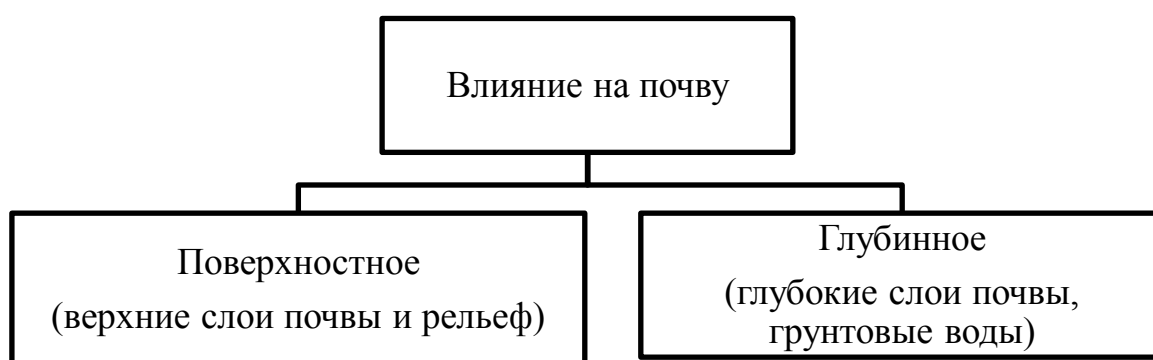 Влияние на почву
Поверхностное
(верхние слои почвы и рельеф)
Глубинное
(глубокие слои почвы,
грунтовые воды)